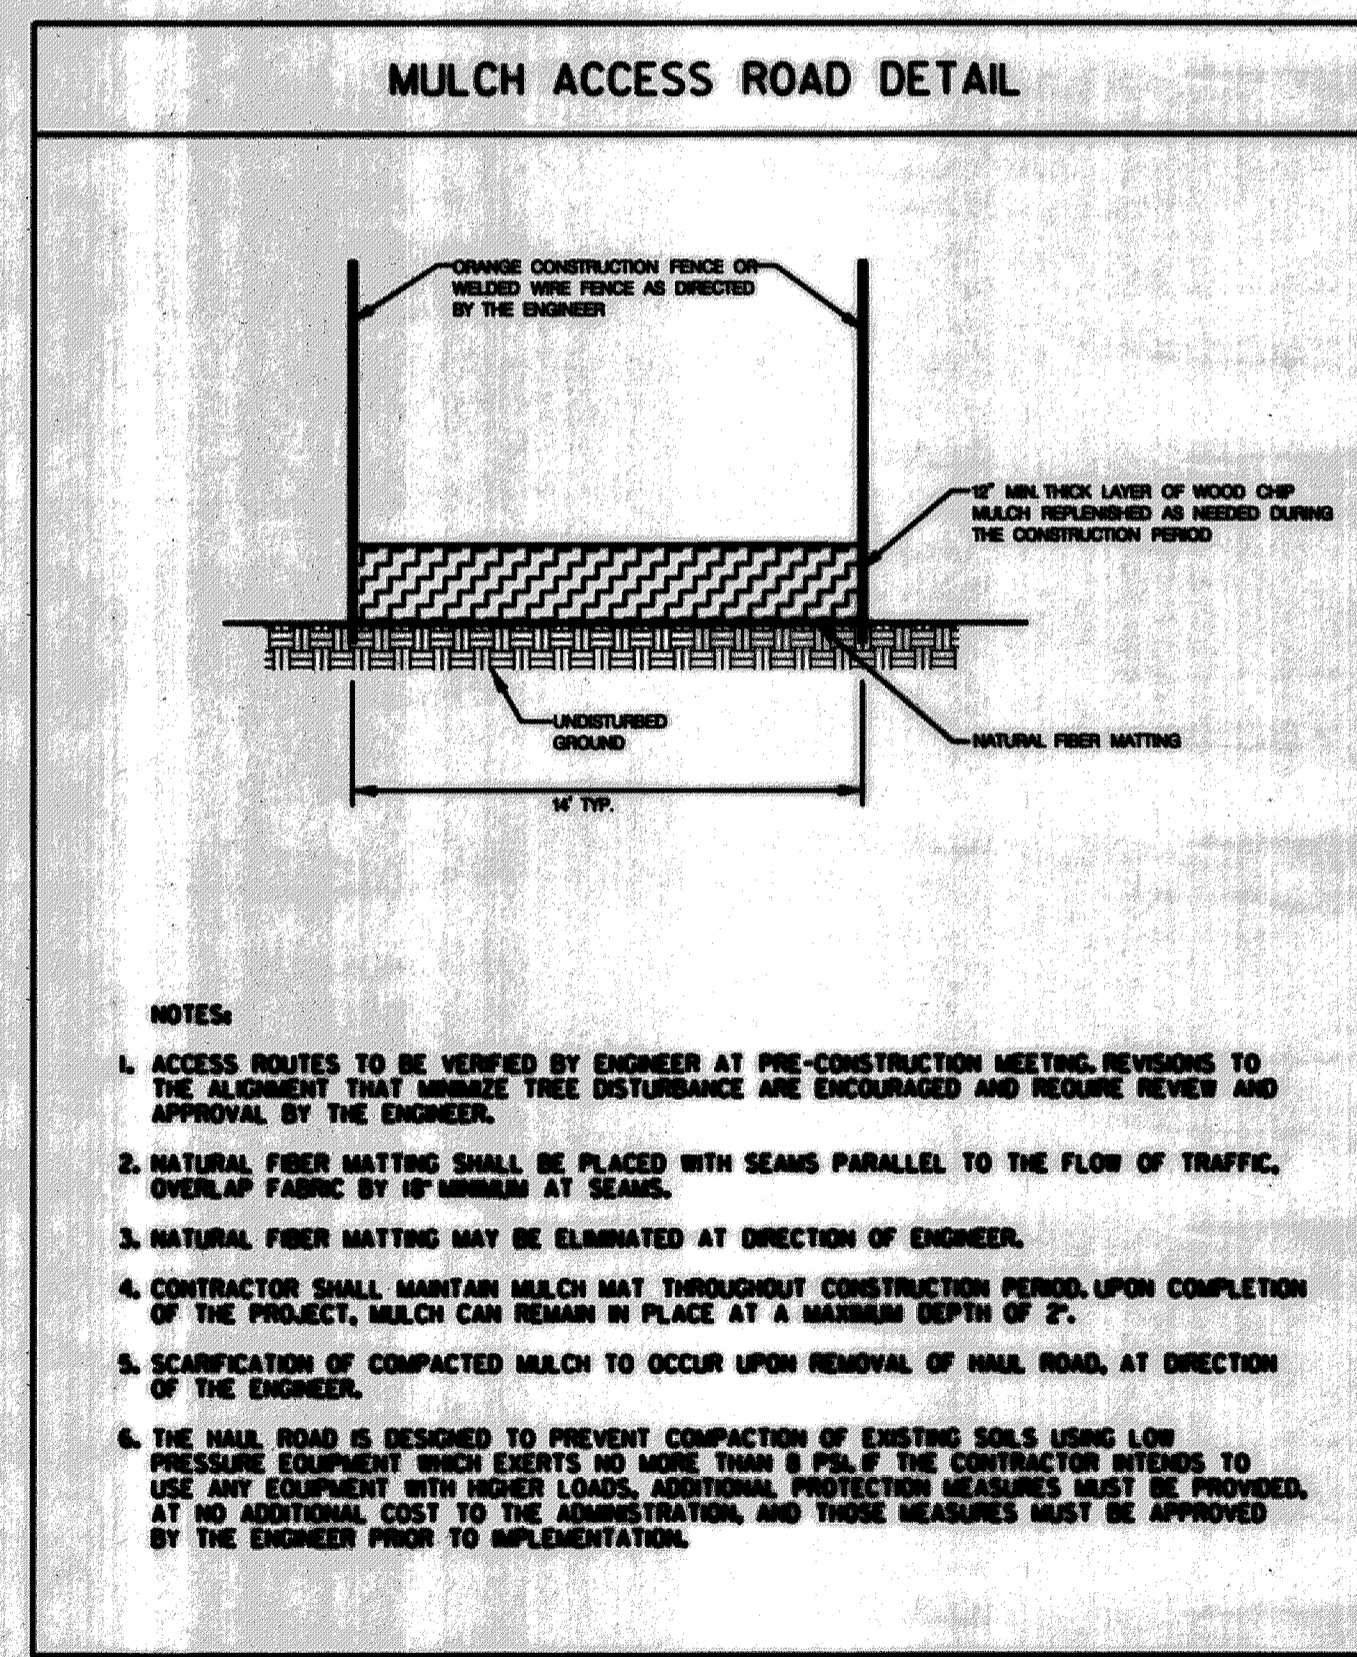 MULCH ACCESS ROAD DETAIL
ORANGE CONSTRUCTION FENCE OR
WELDED WIRE FENCE AS DIRECTED
BY THE ENGINEER
12" MIN. THICK LAYER OF WOOD CHIP
MULCH REPLENISHED AS NEEDED DURING
THE CONSTRUCTION PERIOD
UNDISTURBED
GROUND
NATURAL FIBER MATTING
14' TYP.
NOTES:
1. ACCESS ROUTES TO BE VERIFIED BY ENGINEER AT PRE-CONSTRUCTION MEETING. REVISIONS TO
THE ALIGNMENT THAT MINIMIZE TREE DISTURBANCE ARE ENCOURAGED AND REQUIRE REVIEW AND
APPROVAL BY THE ENGINEER.
2. NATURAL FIBER MATTING SHALL BE PLACED WITH SEAMS PARALLEL TO THE FLOW OF TRAFFIC.
OVERLAP FABRIC BY 18" MINIMUM AT SEAMS.
3. NATURAL FIBER MATTING MAY BE ELIMINATED AT DIRECTION OF ENGINEER.
4. CONTRACTOR SHALL MAINTAIN MULCH MAT THROUGHOUT CONSTRUCTION PERIOD. UPON COMPLETION
OF THE PROJECT, MULCH CAN REMAIN IN PLACE AT A MAXIMUM DEPTH OF 2".
5. SCARIFICATION OF COMPACTED MULCH TO OCCUR UPON REMOVAL OF HAUL ROAD, AT DIRECTION
OF THE ENGINEER.
6. THE HAUL ROAD IS DESIGNED TO PREVENT COMPACTION OF EXISTING SOILS USING LOW
PRESSURE EQUIPMENT WHICH EXERTS NO MORE THAN 8 PSI. IF THE CONTRACTOR INTENDS TO
USE ANY EQUIPMENT WITH HIGHER LOADS, ADDITIONAL PROTECTION MEASURES MUST BE PROVIDED,
AT NO ADDITIONAL COST TO THE ADMINISTRATION, AND THOSE MEASURES MUST BE APPROVED
BY THE ENGINEER PRIOR TO IMPLEMENTATION.